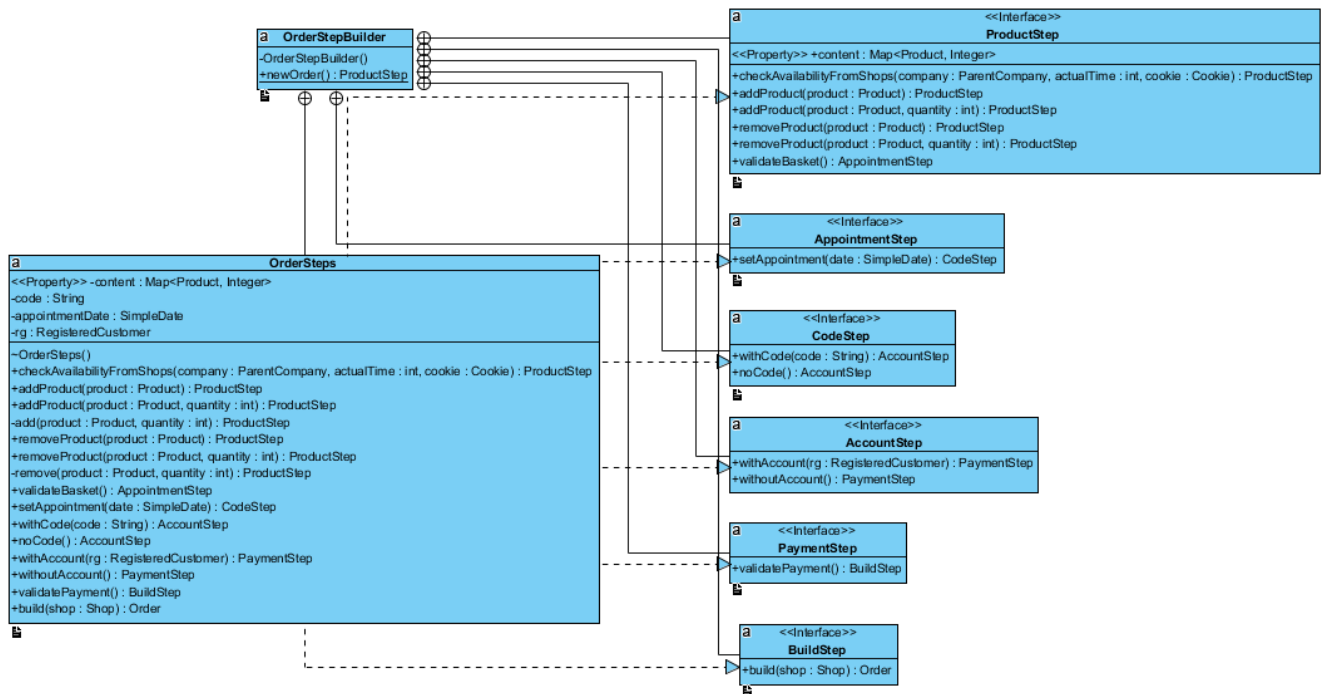 a
OrderStepBuilder
-OrderStepBuilder()
+newOrder() : ProductStep
a
<<Interface>>
ProductStep
<<Property>> +content : Map<Product, Integer>
+checkAvailabilityFromShops(company : ParentCompany, actualTime : int, cookie : Cookie) : ProductStep
+addProduct(product : Product) : ProductStep
+addProduct(product : Product, quantity : int) : ProductStep
+removeProduct(product : Product) : ProductStep
+removeProduct(product : Product, quantity : int) : ProductStep
+validateBasket() : AppointmentStep
a
<<Interface>>
AppointmentStep
+setAppointment(date : SimpleDate) : CodeStep
a
OrderSteps
<<Property>> -content : Map<Product, Integer>
-code : String
-appointmentDate : SimpleDate
-rg : RegisteredCustomer
~OrderSteps()
+checkAvailabilityFromShops(company : ParentCompany, actualTime : int, cookie : Cookie) : ProductStep
+addProduct(product : Product) : ProductStep
+addProduct(product : Product, quantity : int) : ProductStep
-add(product : Product, quantity : int) : ProductStep
+removeProduct(product : Product) : ProductStep
+removeProduct(product : Product, quantity : int) : ProductStep
-remove(product : Product, quantity : int) : ProductStep
+validateBasket() : AppointmentStep
+setAppointment(date : SimpleDate) : CodeStep
+withCode(code : String) : AccountStep
+noCode() : AccountStep
+withAccount(rg : RegisteredCustomer) : PaymentStep
+withoutAccount() : PaymentStep
+validatePayment() : BuildStep
+build(shop : Shop) : Order
a
<<Interface>>
CodeStep
+withCode(code : String) : AccountStep
+noCode() : AccountStep
a
<<Interface>>
AccountStep
+withAccount(rg : RegisteredCustomer) : PaymentStep
+withoutAccount() : PaymentStep
a
<<Interface>>
PaymentStep
+validatePayment() : BuildStep
a
<<Interface>>
BuildStep
+build(shop : Shop) : Order